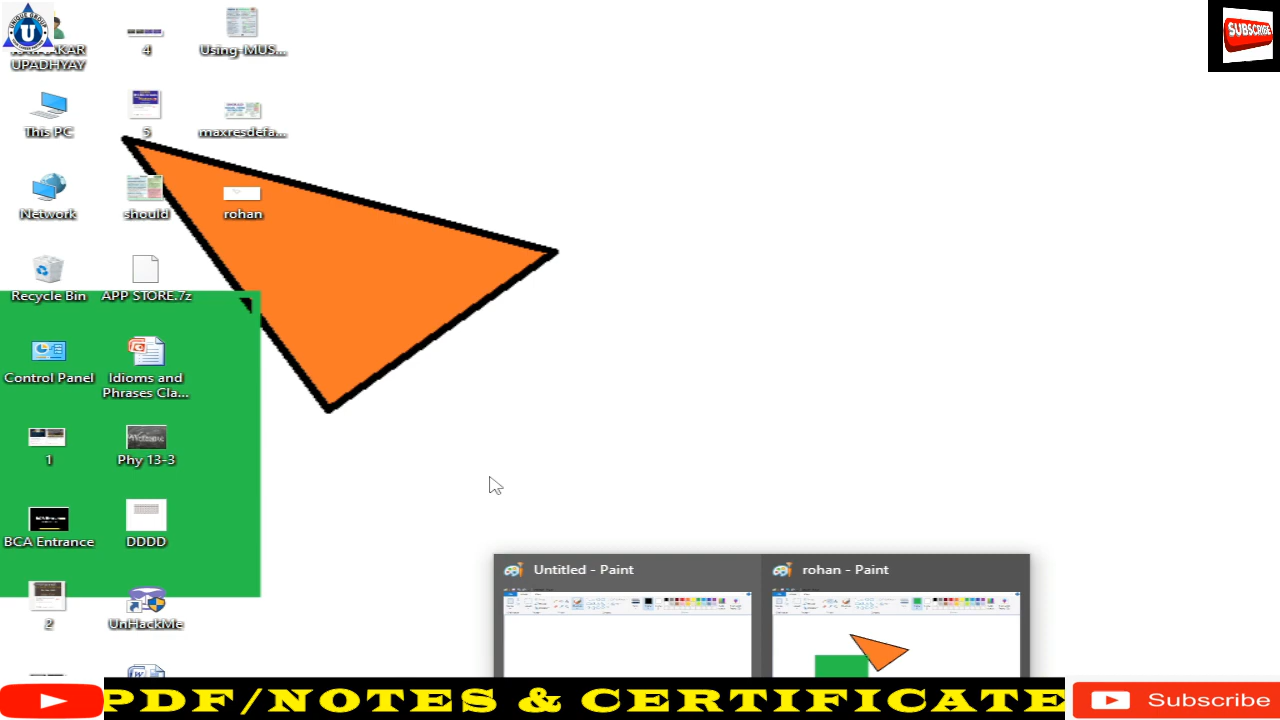 UNIQUE GROUP
U
UPADHYAY
This PC
Network
Recycle Bin
Control Panel
1
BCA Entrance
2
4
5
should
APP STORE.7z
Idioms and
Phrases Cla...
Phy 13-3
DDDD
UnHackMe
Using-MUS...
maxresdefa...
rohan
SUBSCRIBE
Untitled - Paint
rohan - Paint
PDF/NOTES & CERTIFICATE
Subscribe